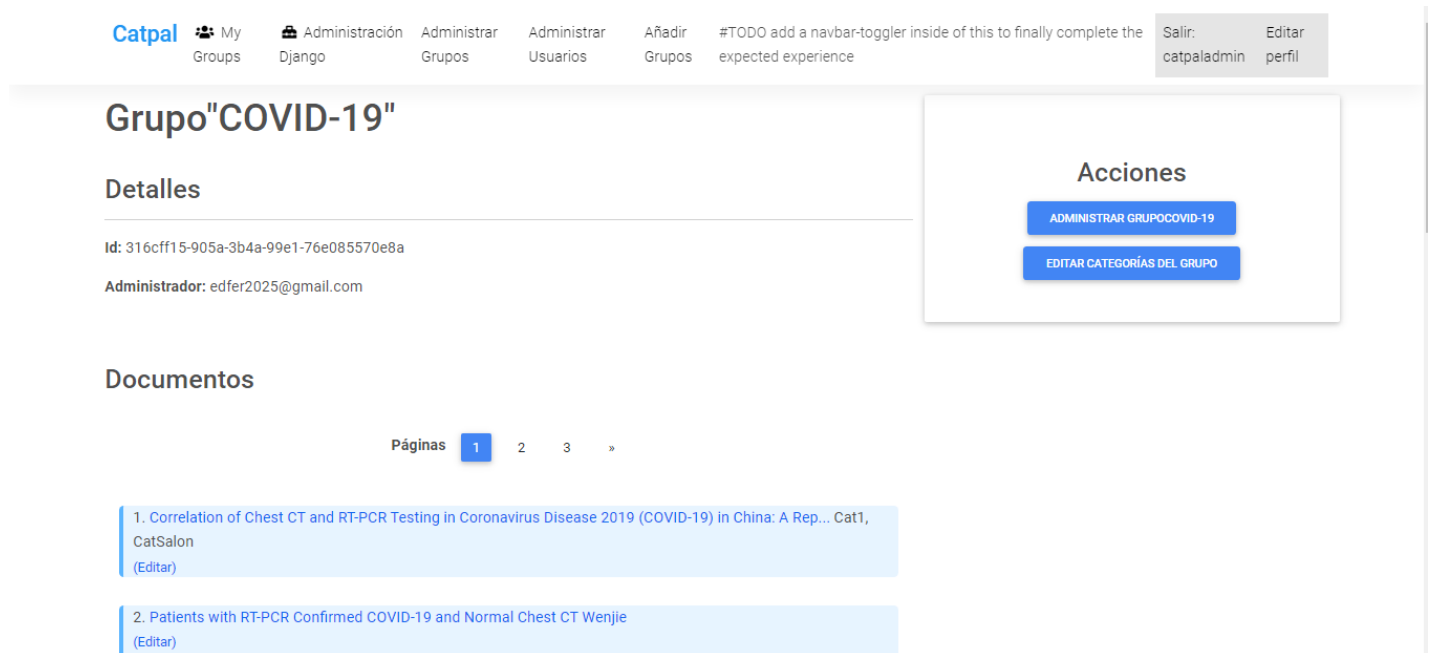 Catpal My Groups Administración Django Administrar Grupos Administrar Usuarios Añadir Grupos #TODO add a navbar-toggler inside of this to finally complete the expected experience Salir: catpaladmin Editar perfil
Grupo"COVID-19"
Detalles
Id: 316cff15-905a-3b4a-99e1-76e085570e8a
Administrador: edfer2025@gmail.com
Acciones
ADMINISTRAR GRUPOCOVID-19
EDITAR CATEGORÍAS DEL GRUPO
Documentos
Páginas 1 2 3 »
1. Correlation of Chest CT and RT-PCR Testing in Coronavirus Disease 2019 (COVID-19) in China: A Rep... Cat1,
CatSalon
(Editar)
2. Patients with RT-PCR Confirmed COVID-19 and Normal Chest CT Wenjie
(Editar)